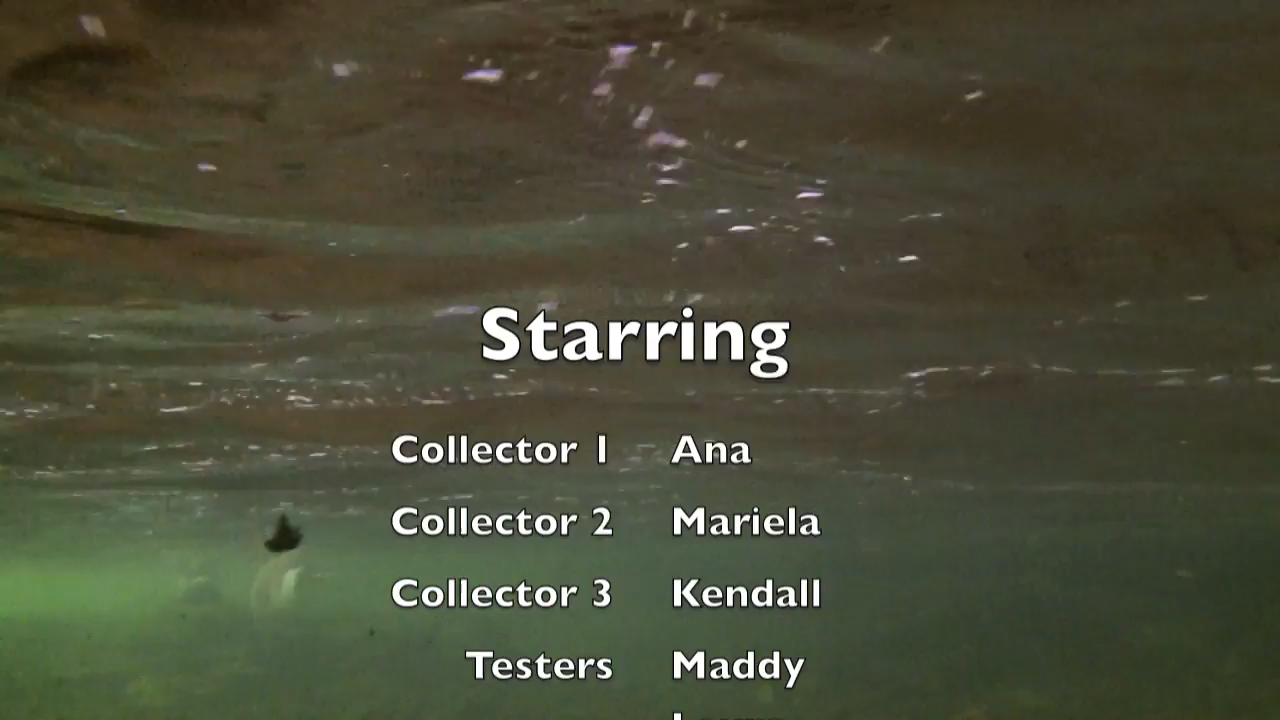 Starring
Collector 1 Ana
Collector 2 Mariela
Collector 3 Kendall
Testers Maddy